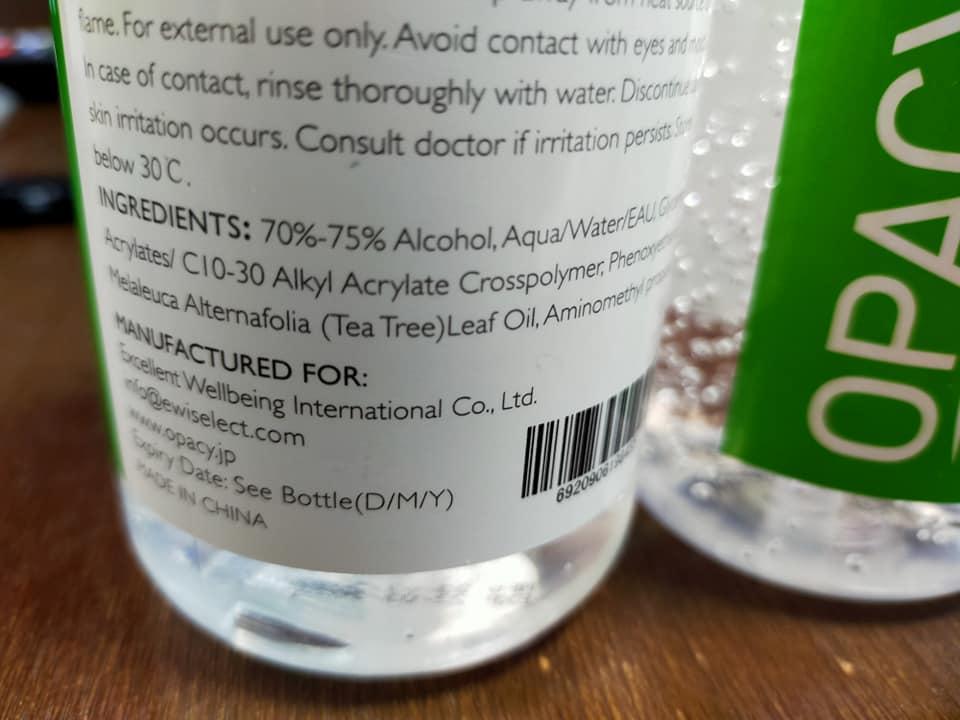 flame. For external use only. Avoid contact with eyes and
In case of contact, rinse thoroughly with water. Discontinue
skin irritation occurs. Consult doctor if irritation persists.
below 30°C.
INGREDIENTS: 70%-75% Alcohol, Aqua/Water/EAU,
Acrylates/ C10-30 Alkyl Acrylate Crosspolymer,
Melaleuca Alternafolia (Tea Tree)Leaf Oil, Aminomethyl
MANUFACTURED FOR:
Excellent Wellbeing International Co., Ltd.
info@ewiselect.com
www.opacy.jp
Expiry Date: See Bottle(D/M/Y)
MADE IN CHINA
OPACY